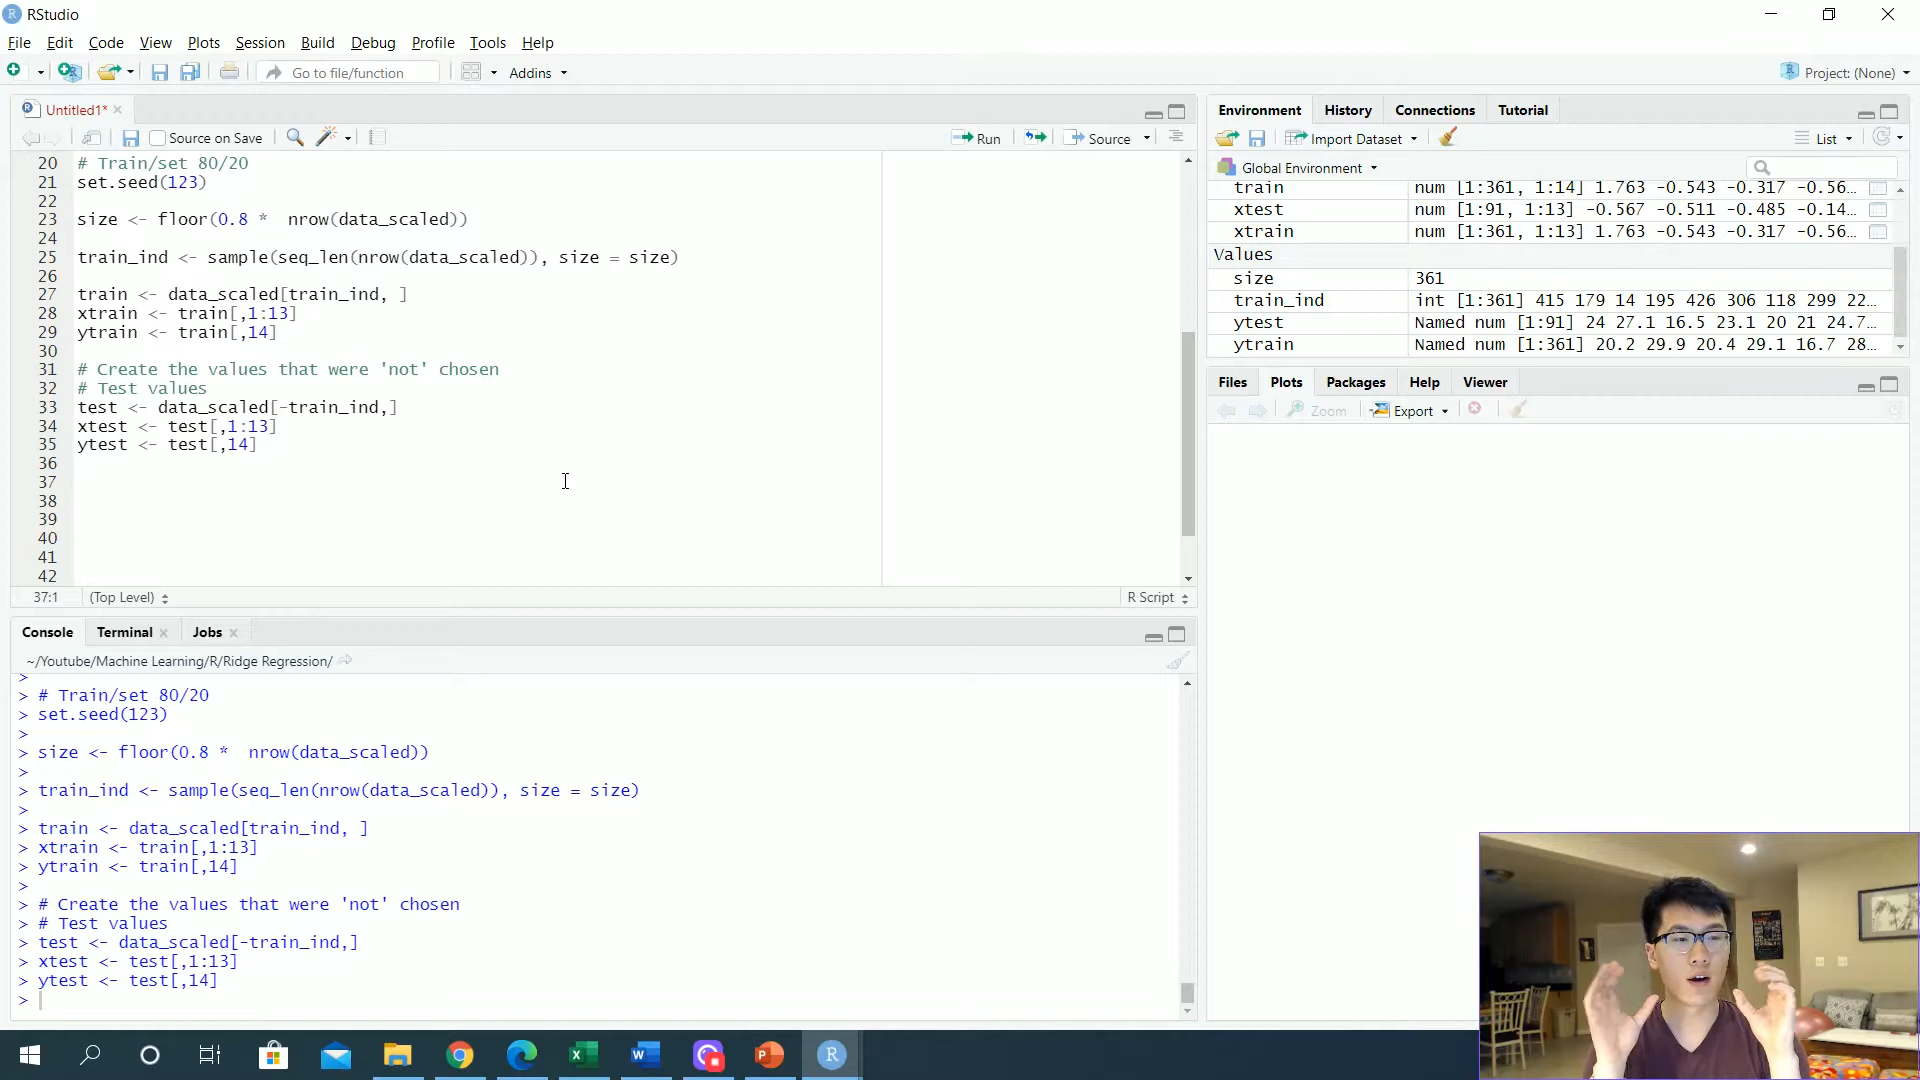 RStudio
File Edit Code View Plots Session Build Debug Profile Tools Help
Go to file/function Addins Project: (None)
Untitled1*
Source on Save Run Source
20 # Train/set 80/20
21 set.seed(123)
22
23 size <- floor(0.8 *  nrow(data_scaled))
24
25 train_ind <- sample(seq_len(nrow(data_scaled)), size = size)
26
27 train <- data_scaled[train_ind, ]
28 xtrain <- train[,1:13]
29 ytrain <- train[,14]
30
31 # Create the values that were 'not' chosen
32 # Test values
33 test <- data_scaled[-train_ind,]
34 xtest <- test[,1:13]
35 ytest <- test[,14]
36
37
38
39
40
41
42
37:1 (Top Level) R Script
Console Terminal Jobs
~/Youtube/Machine Learning/R/Ridge Regression/
>
> # Train/set 80/20
> set.seed(123)
>
> size <- floor(0.8 *  nrow(data_scaled))
>
> train_ind <- sample(seq_len(nrow(data_scaled)), size = size)
>
> train <- data_scaled[train_ind, ]
> xtrain <- train[,1:13]
> ytrain <- train[,14]
>
> # Create the values that were 'not' chosen
> # Test values
> test <- data_scaled[-train_ind,]
> xtest <- test[,1:13]
> ytest <- test[,14]
>
Environment History Connections Tutorial
Import Dataset List
Global Environment
train num [1:361, 1:14] 1.763 -0.543 -0.317 -0.56…
xtest num [1:91, 1:13] -0.567 -0.511 -0.485 -0.14…
xtrain num [1:361, 1:13] 1.763 -0.543 -0.317 -0.56…
Values
size 361
train_ind int [1:361] 415 179 14 195 426 306 118 299 22…
ytest Named num [1:91] 24 27.1 16.5 23.1 20 21 24.7…
ytrain Named num [1:361] 20.2 29.9 20.4 29.1 16.7 28…
Files Plots Packages Help Viewer
Zoom Export